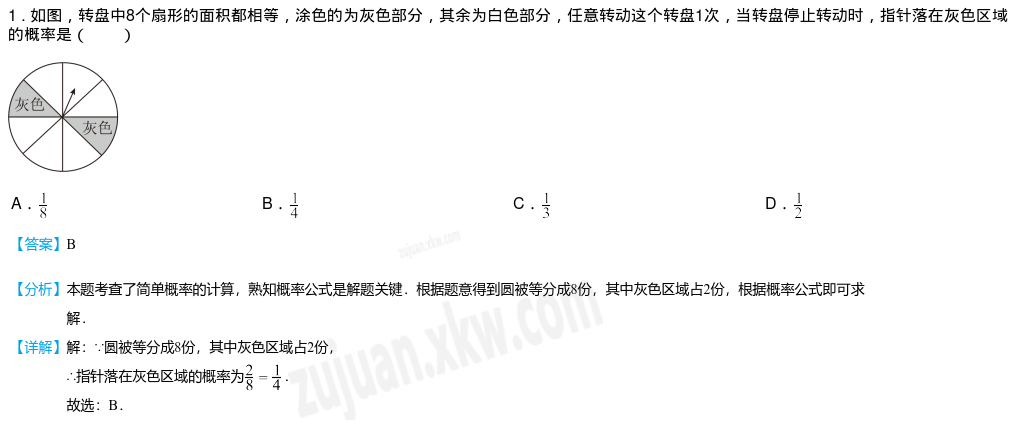 1．如图，转盘中8个扇形的面积都相等，涂色的为灰色部分，其余为白色部分，任意转动这个转盘1次，当转盘停止转动时，指针落在灰色区域
的概率是（　　）
灰色
灰色
A．1/8　B．1/4　C．1/3　D．1/2
【答案】B
zujuan.xkw.com
【分析】本题考查了简单概率的计算，熟知概率公式是解题关键．根据题意得到圆被等分成8份，其中灰色区域占2份，根据概率公式即可求
解．
【详解】解：∵圆被等分成8份，其中灰色区域占2份，
∴指针落在灰色区域的概率为2/8=1/4．
故选：B．
zujuan.xkw.com